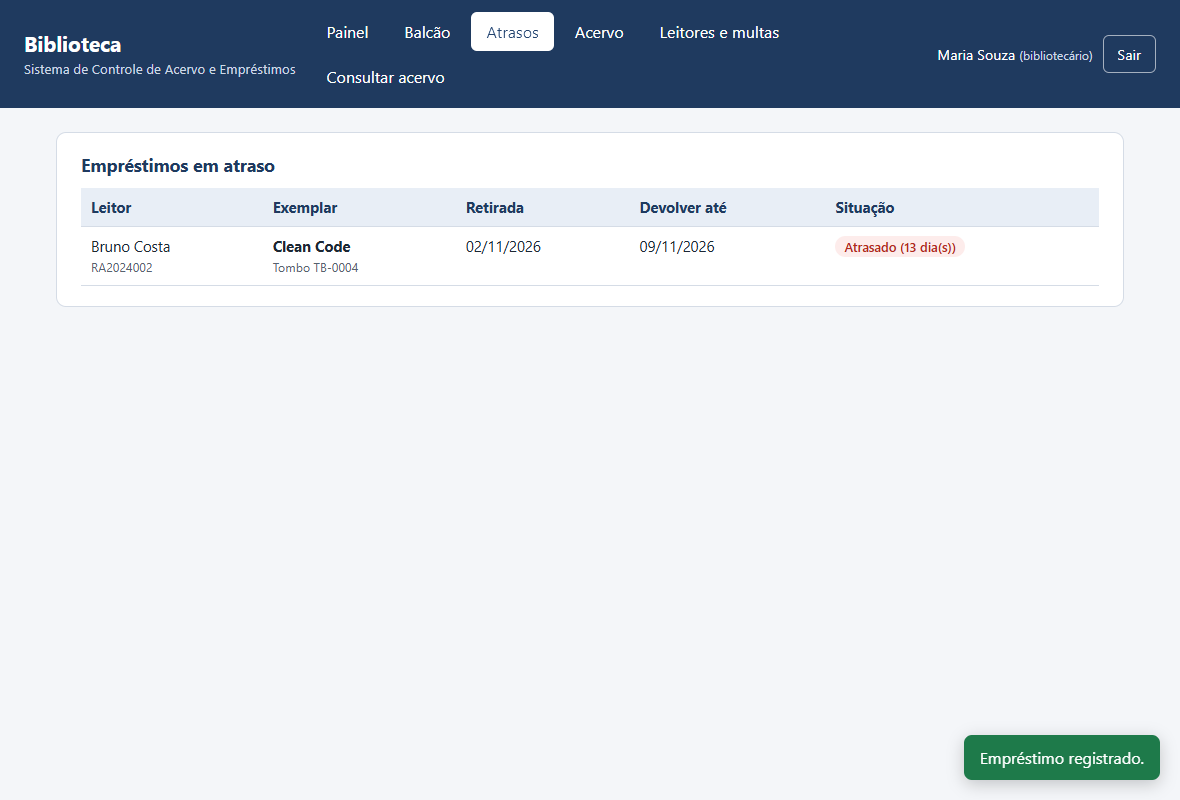 Biblioteca
Sistema de Controle de Acervo e Empréstimos
Painel
Balcão
Atrasos
Acervo
Leitores e multas
Consultar acervo
Maria Souza (bibliotecário)
Sair
Empréstimos em atraso
Leitor Exemplar Retirada Devolver até Situação
Bruno Costa Clean Code 02/11/2026 09/11/2026 Atrasado (13 dia(s))
RA2024002 Tombo TB-0004
Empréstimo registrado.